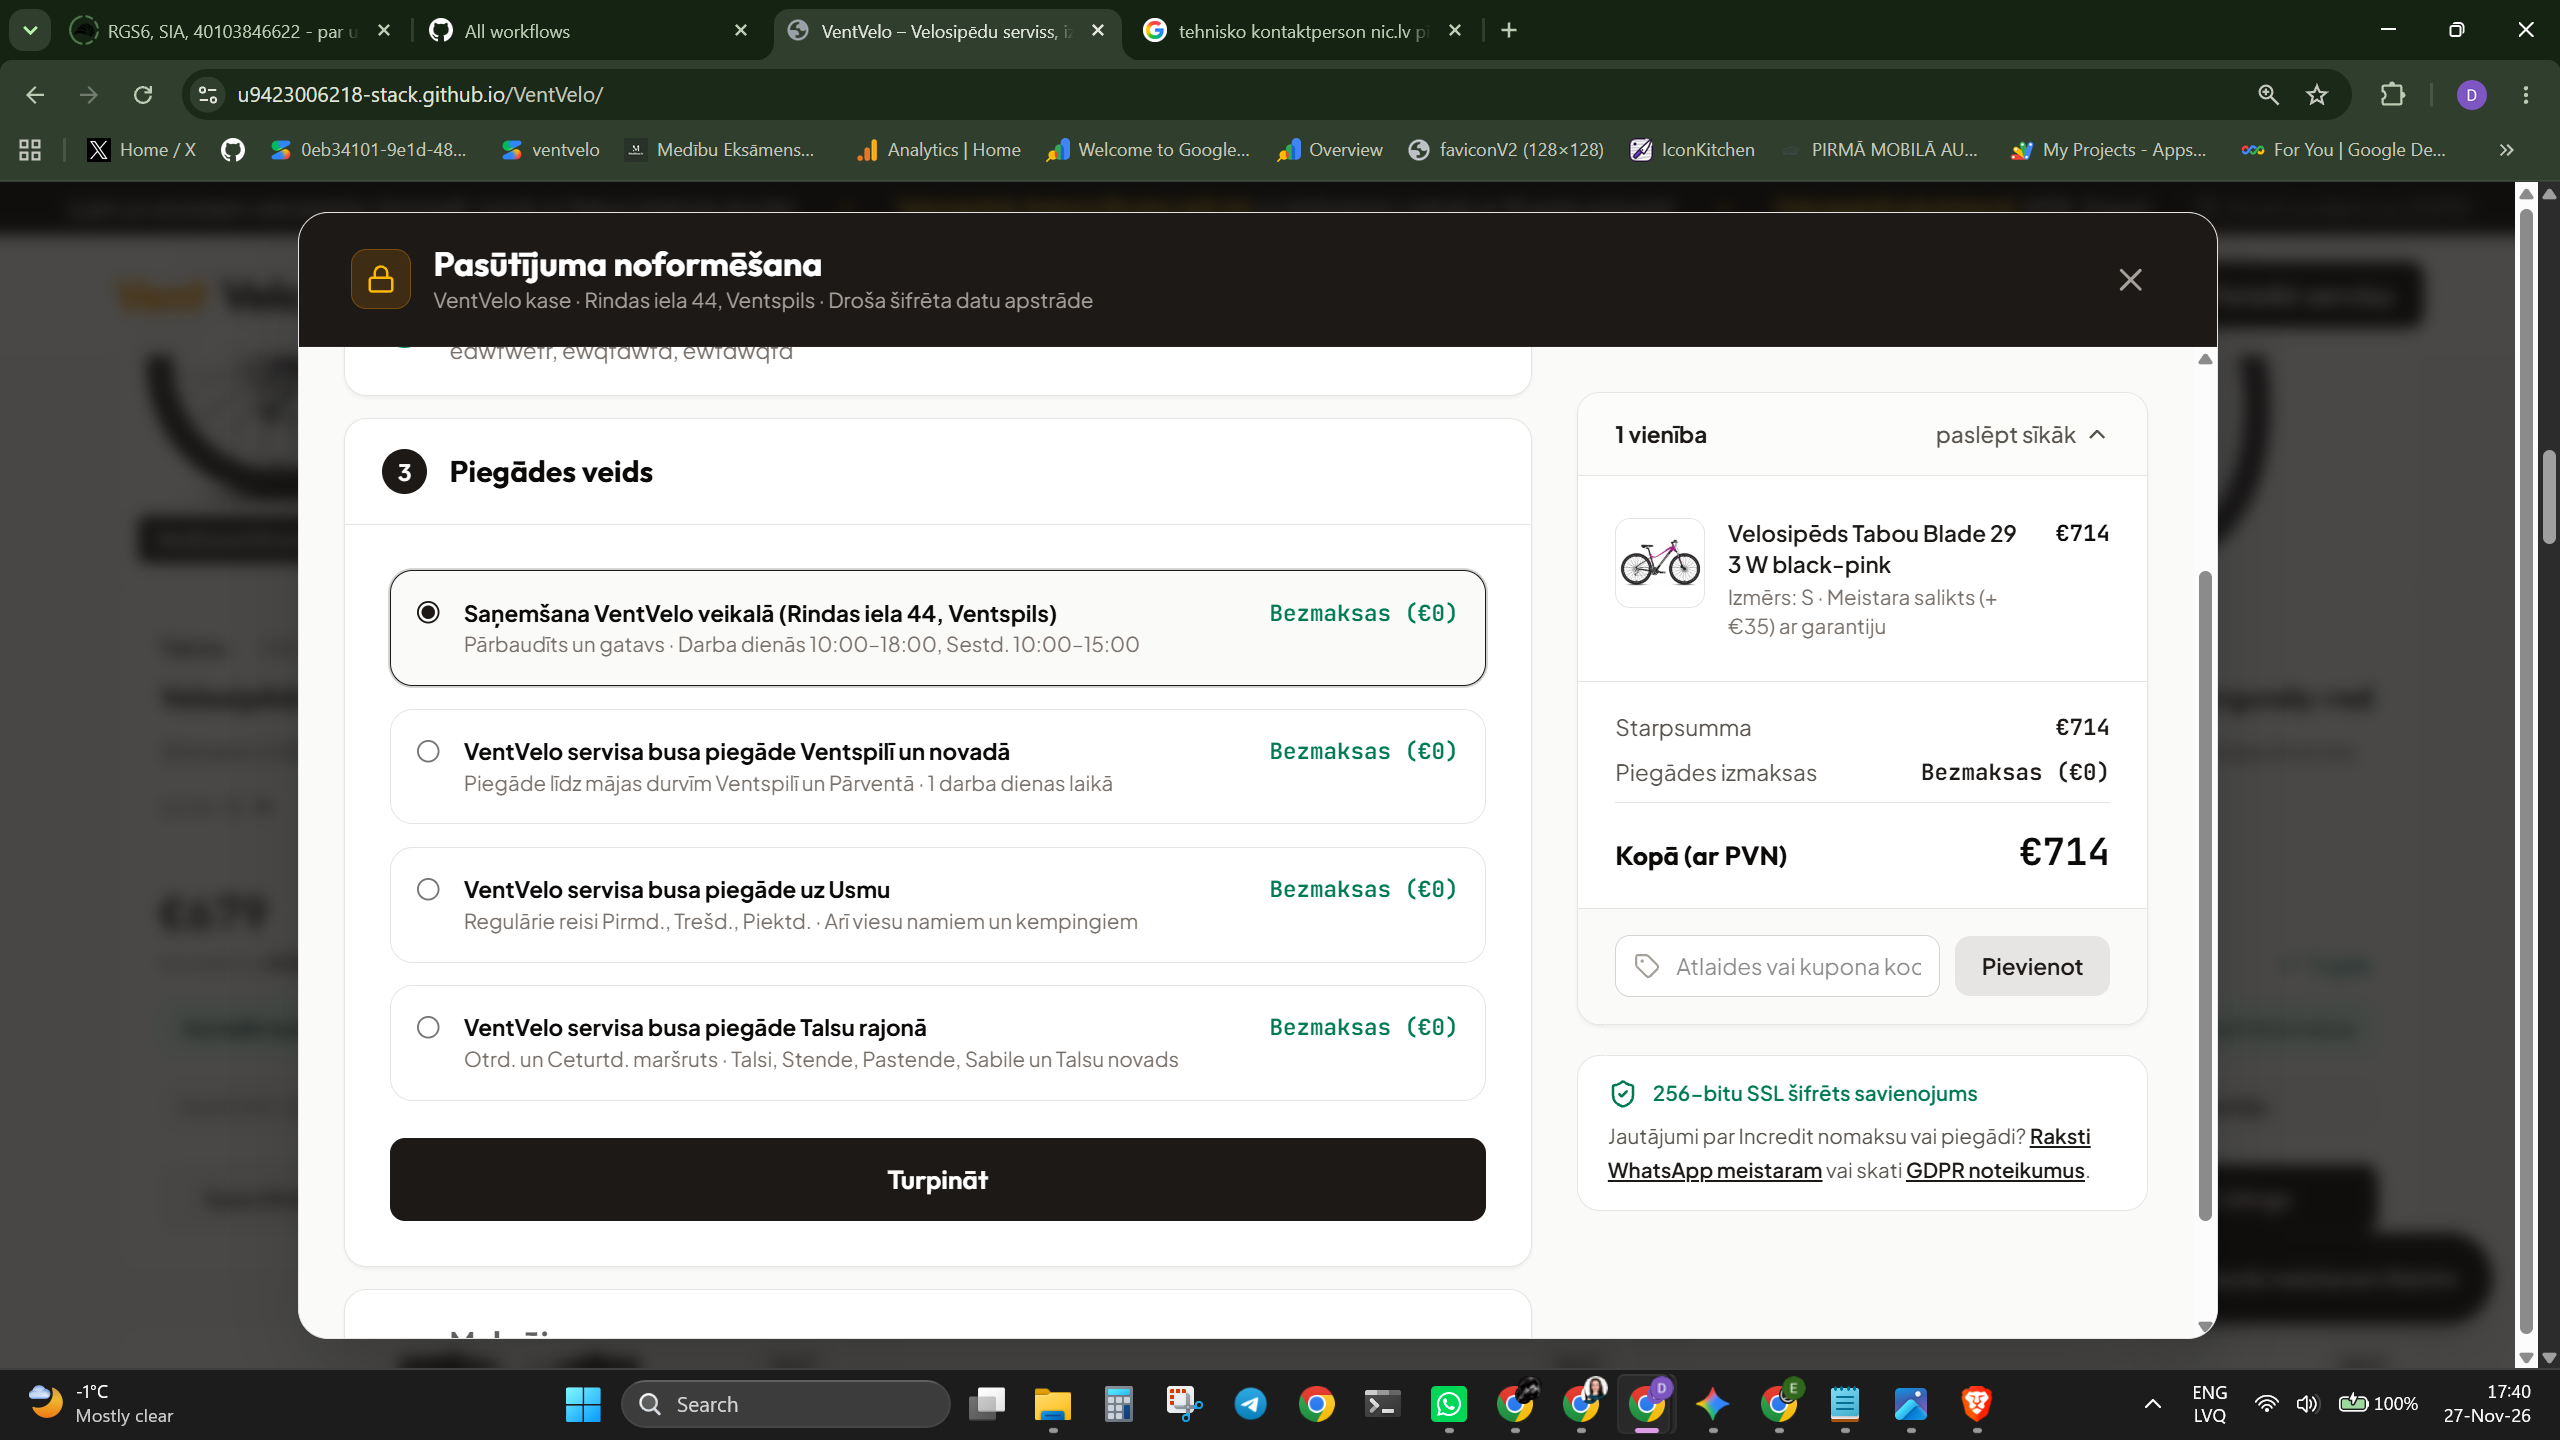 RGS6, SIA, 40103846622 - par u
All workflows
VentVelo – Velosipēdu serviss, iz
tehnisko kontaktperson nic.lv pi
u9423006218-stack.github.io/VentVelo/
D
Home / X
0eb34101-9e1d-48...
ventvelo
Medību Eksāmens...
Analytics | Home
Welcome to Google...
Overview
faviconV2 (128×128)
IconKitchen
PIRMĀ MOBILĀ AU...
My Projects - Apps...
For You | Google De...
Pasūtījuma noformēšana
VentVelo kase · Rindas iela 44, Ventspils · Droša šifrēta datu apstrāde
edwfwefr, ewqfdwfd, ewfdwqfd
3 Piegādes veids
Saņemšana VentVelo veikalā (Rindas iela 44, Ventspils) Bezmaksas (€0)
Pārbaudīts un gatavs · Darba dienās 10:00–18:00, Sestd. 10:00–15:00
VentVelo servisa busa piegāde Ventspilī un novadā Bezmaksas (€0)
Piegāde līdz mājas durvīm Ventspilī un Pārventā · 1 darba dienas laikā
VentVelo servisa busa piegāde uz Usmu Bezmaksas (€0)
Regulārie reisi Pirmd., Trešd., Piektd. · Arī viesu namiem un kempingiem
VentVelo servisa busa piegāde Talsu rajonā Bezmaksas (€0)
Otrd. un Ceturtd. maršruts · Talsi, Stende, Pastende, Sabile un Talsu novads
Turpināt
1 vienība paslēpt sīkāk
Velosipēds Tabou Blade 29 €714
3 W black-pink
Izmērs: S · Meistara salikts (+
€35) ar garantiju
Starpsumma €714
Piegādes izmaksas Bezmaksas (€0)
Kopā (ar PVN) €714
Atlaides vai kupona koc Pievienot
256-bitu SSL šifrēts savienojums
Jautājumi par Incredit nomaksu vai piegādi? Raksti
WhatsApp meistaram vai skati GDPR noteikumus.
€679
-1°C
Mostly clear
Search
D
E
ENG
LVQ
100%
17:40
27-Nov-26